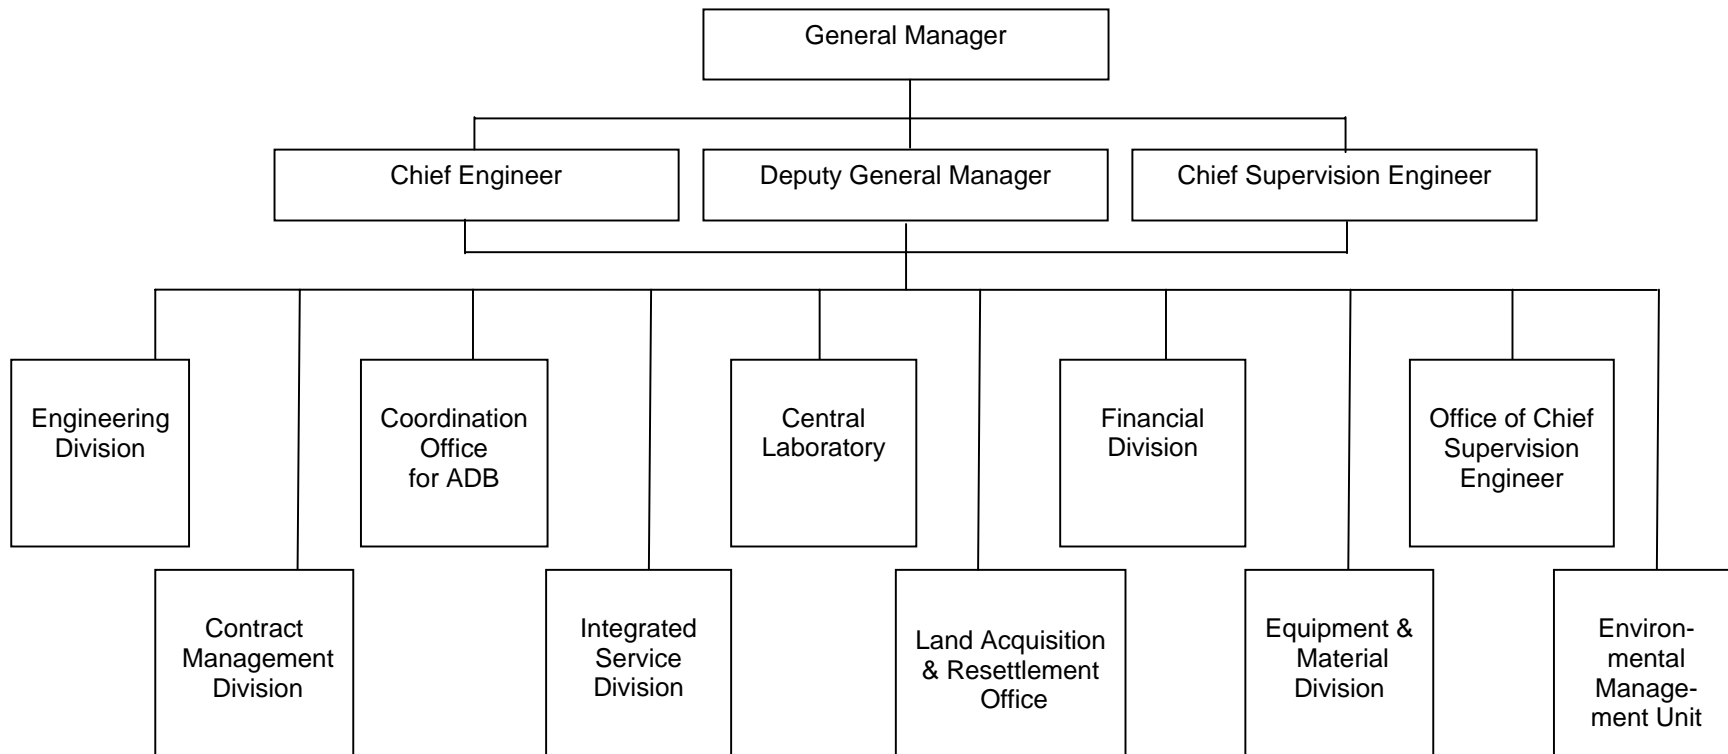 General Manager
Chief Engineer
Deputy General Manager
Chief Supervision Engineer
Engineering
Division
Coordination
Office
for ADB
Central
Laboratory
Financial
Division
Office of Chief
Supervision
Engineer
Contract
Management
Division
Integrated
Service
Division
Land Acquisition
& Resettlement
Office
Equipment &
Material
Division
Environ-
mental
Manage-
ment Unit